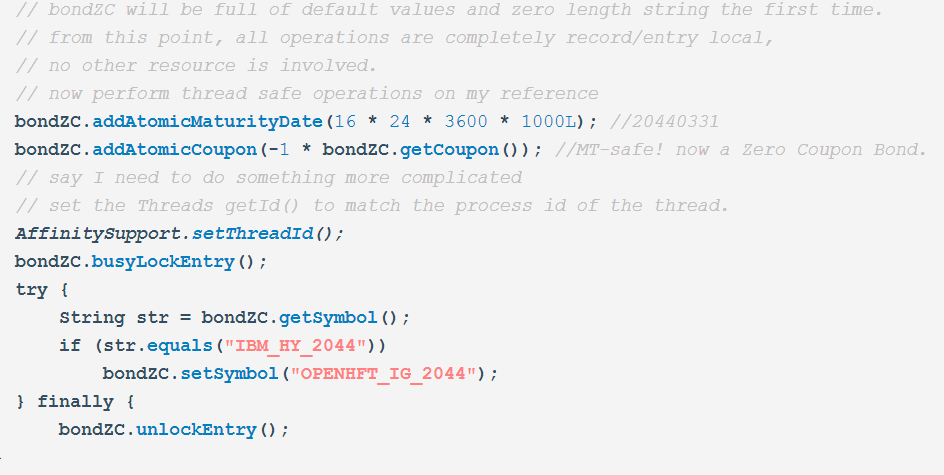 // bondZC will be full of default values and zero length string the first time.
// from this point, all operations are completely record/entry local,
// no other resource is involved.
// now perform thread safe operations on my reference
bondZC.addAtomicMaturityDate(16 * 24 * 3600 * 1000L); //20440331
bondZC.addAtomicCoupon(-1 * bondZC.getCoupon()); //MT-safe! now a Zero Coupon Bond.
// say I need to do something more complicated
// set the Threads getId() to match the process id of the thread.
AffinitySupport.setThreadId();
bondZC.busyLockEntry();
try {
    String str = bondZC.getSymbol();
    if (str.equals("IBM_HY_2044"))
        bondZC.setSymbol("OPENHFT_IG_2044");
} finally {
    bondZC.unlockEntry();